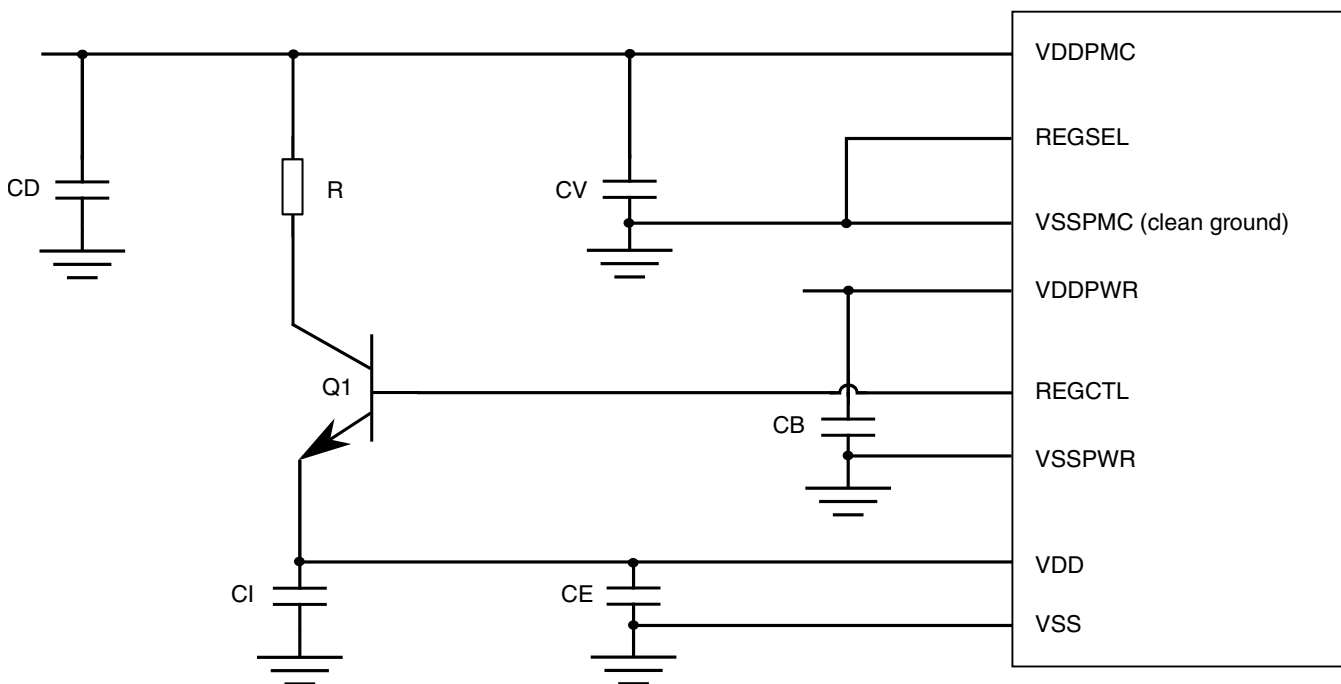 VDDPMC
REGSEL
CD
R
CV
VSSPMC (clean ground)
VDDPWR
Q1
REGCTL
CB
VSSPWR
VDD
CI
CE
VSS